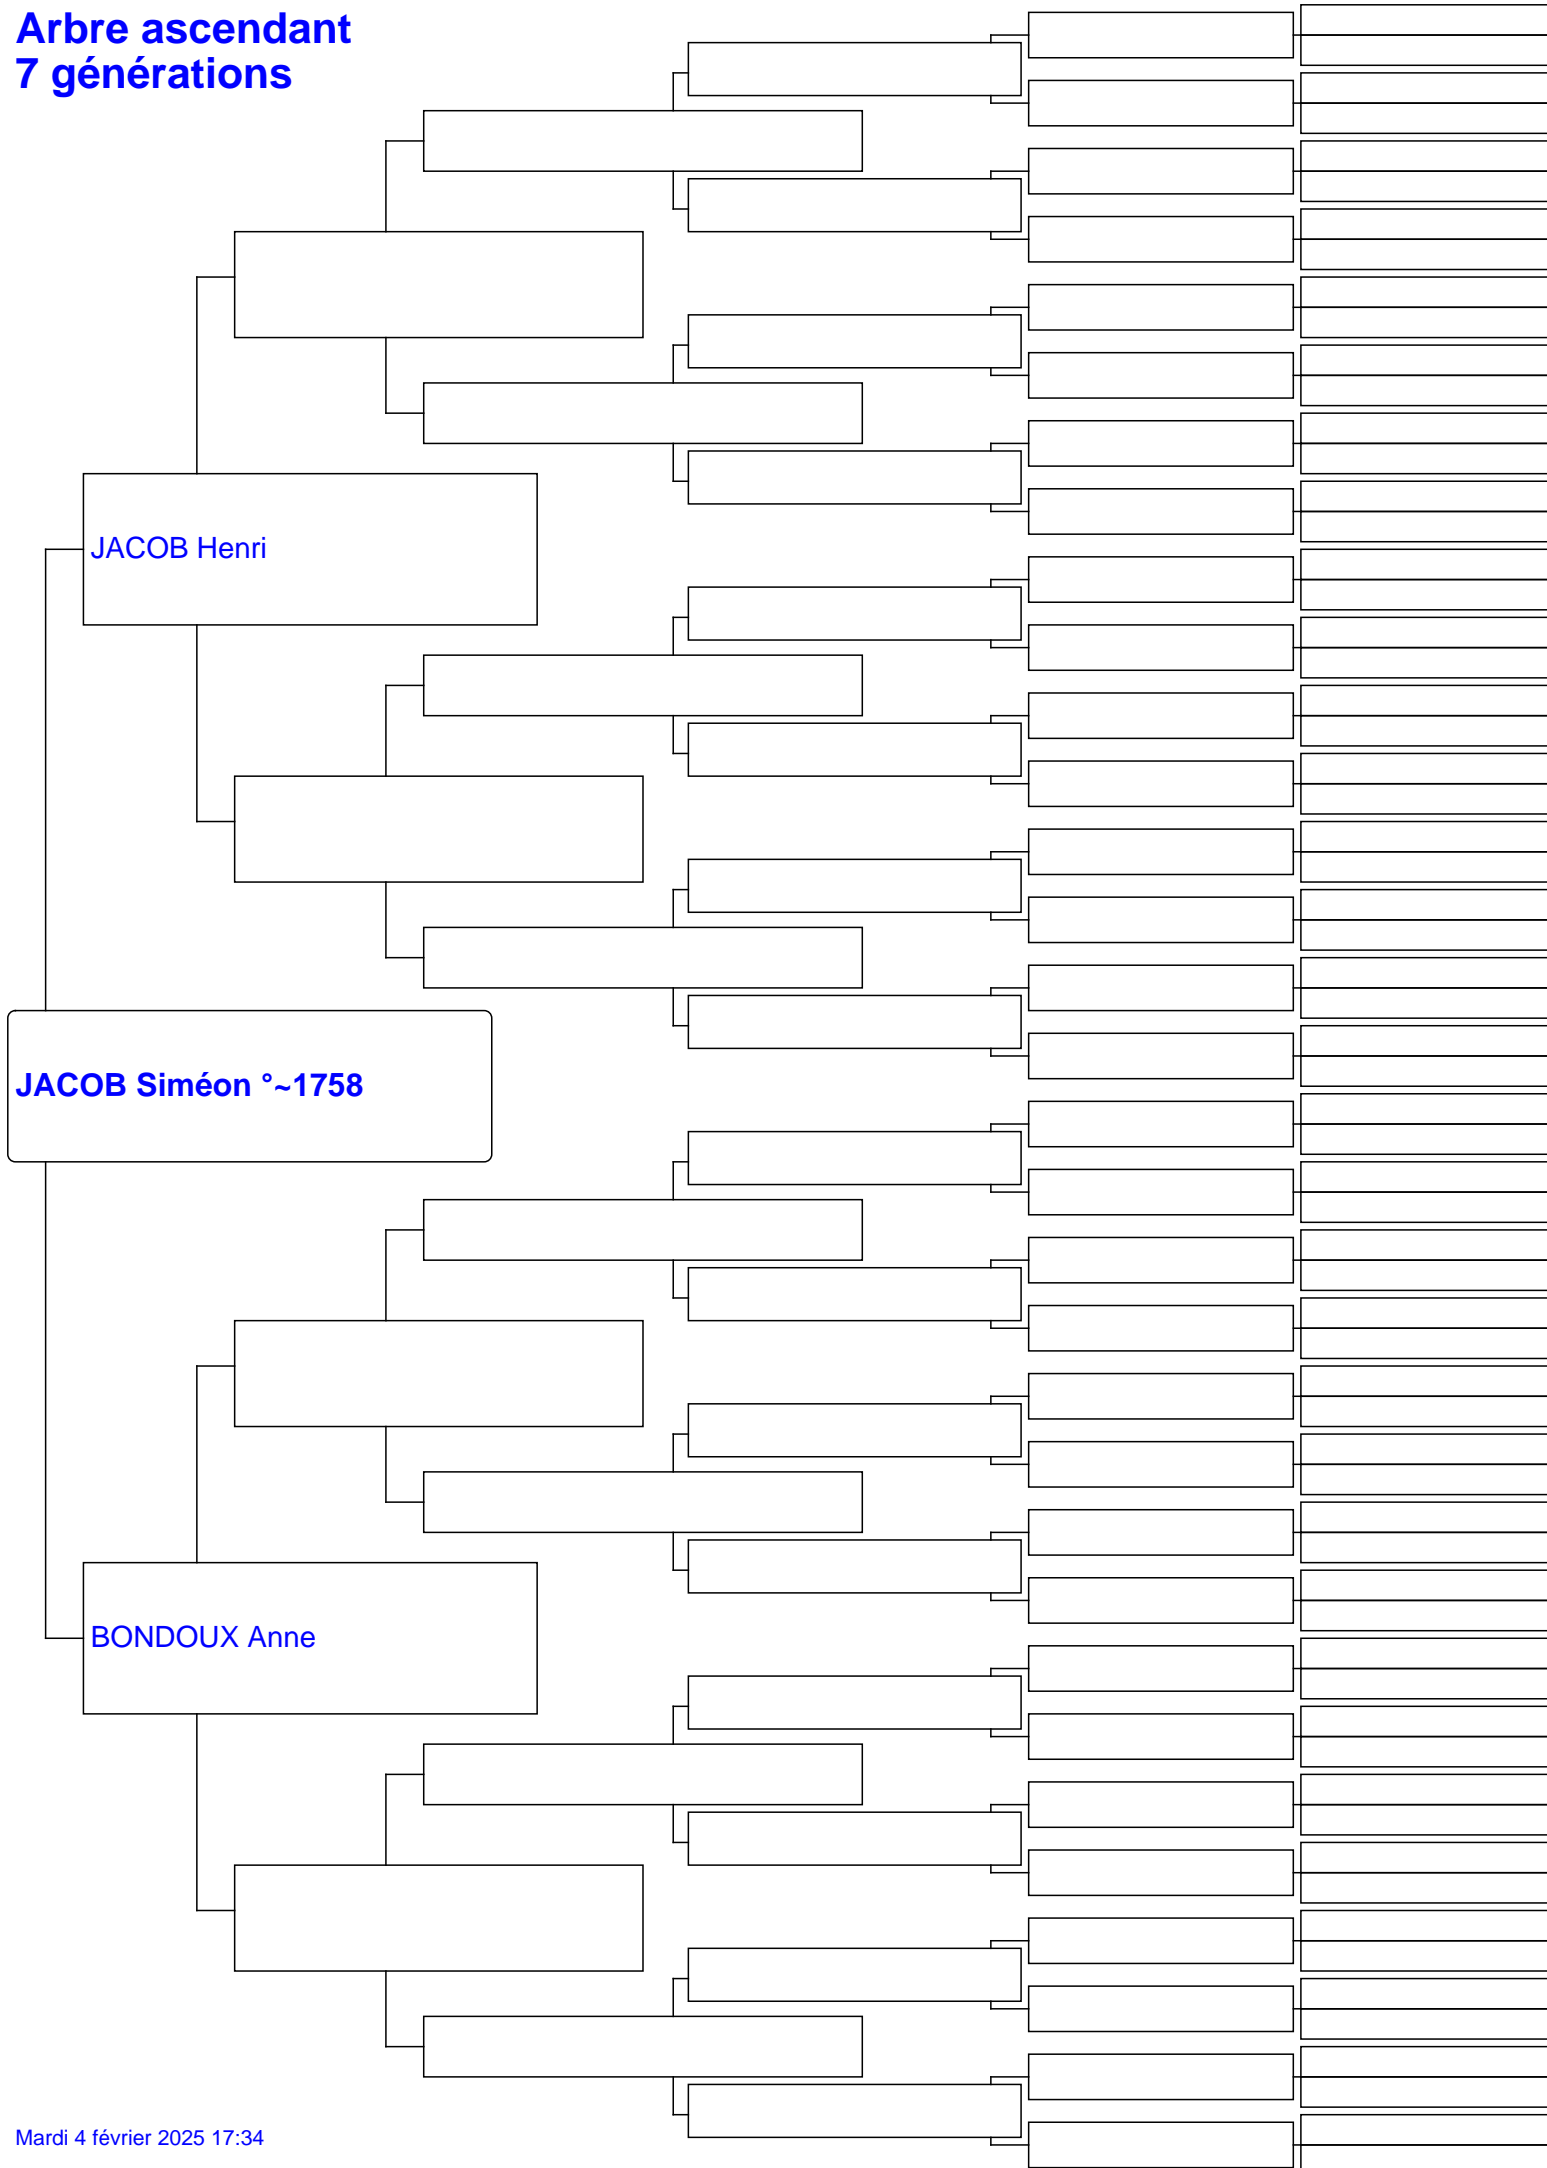 Arbre ascendant
7 générations
JACOB Henri
JACOB Siméon °~1758
BONDOUX Anne
Mardi 4 février 2025 17:34